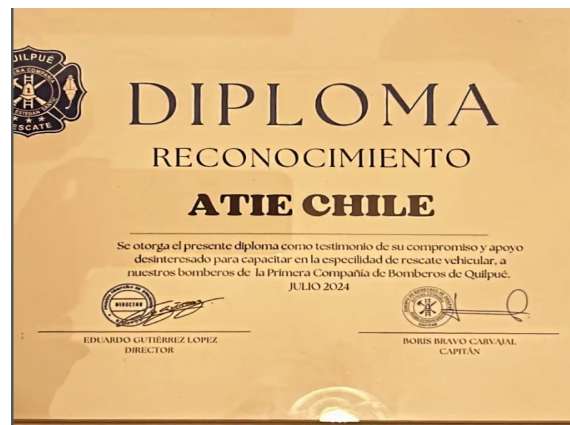 QUILPUÉ
RESCATE
DIPLOMA
RECONOCIMIENTO
ATIE CHILE
Se otorga el presente diploma como testimonio de su compromiso y apoyo
desinteresado para capacitar en la especilidad de rescate vehicular, a
nuestros bomberos de la Primera Compañia de Bomberos de Quilpué.
JULIO 2024
DIRECTOR
EDUARDO GUTIÉRREZ LOPEZ
DIRECTOR
BORIS BRAVO CARVAJAL
CAPITÁN